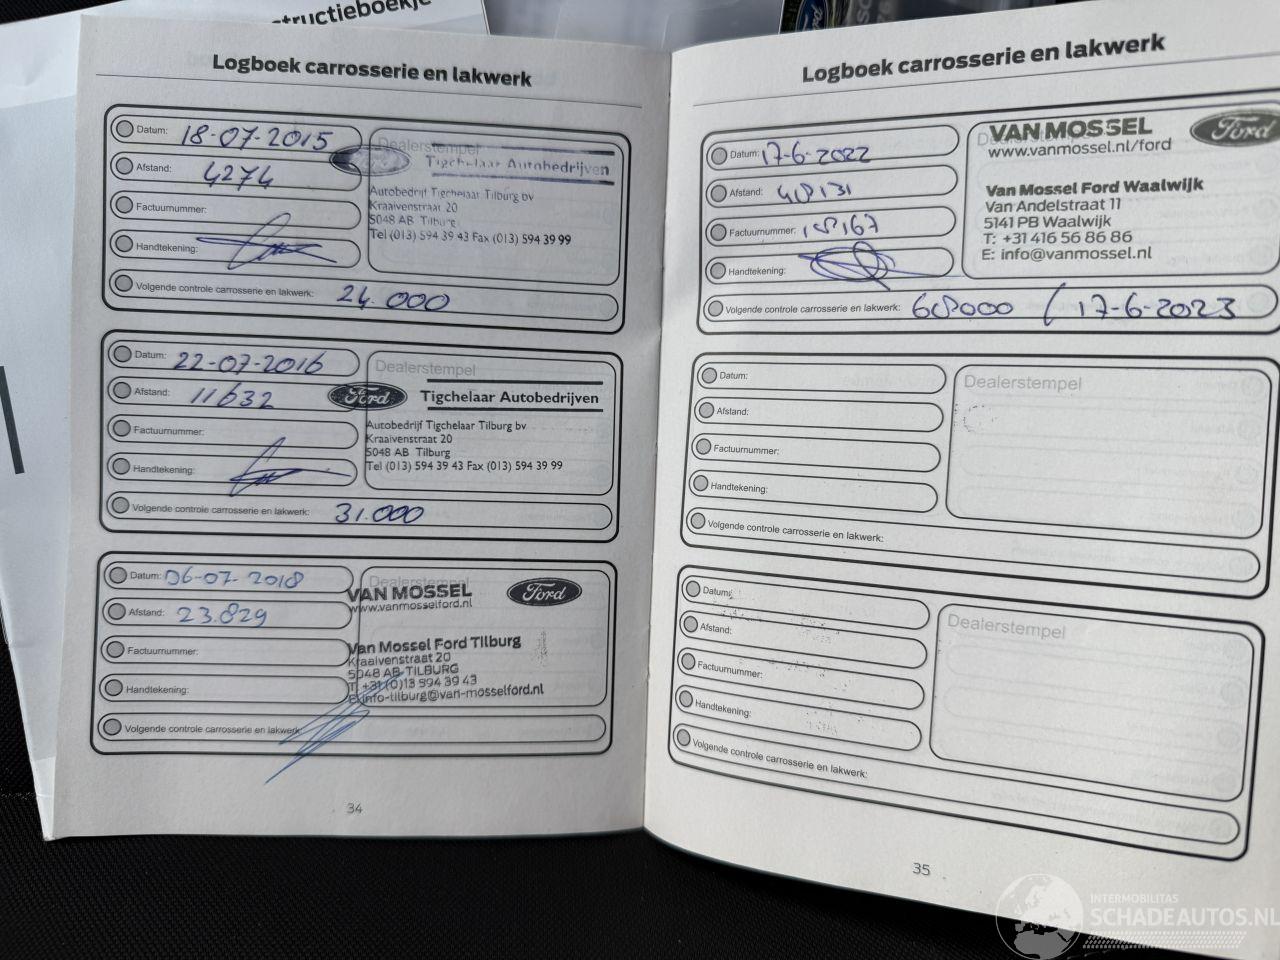 structieboekje
Logboek carrosserie en lakwerk
Datum: 18-07-2015
Afstand: 4274
Factuurnummer:
Handtekening:
Volgende controle carrosserie en lakwerk: 24.000
Dealerstempel
Ford
Tigchelaar Autobedrijven
Autobedrijf Tigchelaar Tilburg bv
Kraaivenstraat 20
5048 AB Tilburg
Tel (013) 594 39 43 Fax (013) 594 39 99
Datum: 22-07-2016
Afstand: 11632
Factuurnummer:
Handtekening:
Volgende controle carrosserie en lakwerk: 31.000
Dealerstempel
Ford
Tigchelaar Autobedrijven
Autobedrijf Tigchelaar Tilburg bv
Kraaivenstraat 20
5048 AB Tilburg
Tel (013) 594 39 43 Fax (013) 594 39 99
Datum: 06-07-2018
Afstand: 23.829
Factuurnummer:
Handtekening:
Volgende controle carrosserie en lakwerk:
Dealerstempel
VAN MOSSEL
Ford
www.vanmosselford.nl
Van Mossel Ford Tilburg
Kraaivenstraat 20
5048 AB TILBURG
T: +31 (0)13 594 39 43
E: info-tilburg@van-mosselford.nl
34
Logboek carrosserie en lakwerk
Datum: 17-6-2022
Afstand: 48131
Factuurnummer: 18167
Handtekening:
Volgende controle carrosserie en lakwerk: 68000 / 17-6-2023
VAN MOSSEL
Ford
www.vanmossel.nl/ford
Van Mossel Ford Waalwijk
Van Andelstraat 11
5141 PB Waalwijk
T: +31 416 56 86 86
E: info@vanmossel.nl
Datum:
Afstand:
Factuurnummer:
Handtekening:
Volgende controle carrosserie en lakwerk:
Dealerstempel
Datum:
Afstand:
Factuurnummer:
Handtekening:
Volgende controle carrosserie en lakwerk:
Dealerstempel
35
INTERMOBILITAS
SCHADEAUTOS.NL